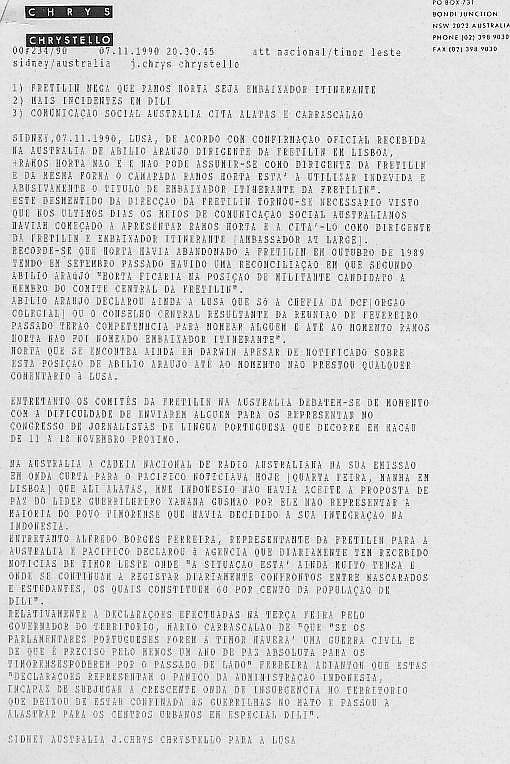 CHRYS
CHRYSTELLO
PO BOX 731
BONDI JUNCTION
NSW 2022 AUSTRALIA
PHONE (02) 398 9030
FAX (02) 398 9030
00F234/90 07.11.1990 20.30.45 att nacional/timor leste
sidney/australia j.chrys chrystello
1) FRETILIN NEGA QUE RAMOS HORTA SEJA EMBAIXADOR ITINERANTE
2) MAIS INCIDENTES EM DILI
3) COMUNICAÇÃO SOCIAL AUSTRALIA CITA ALATAS E CARRASCALAO
SIDNEY,07.11.1990, LUSA, DE ACORDO COM CONFIRMAÇAO OFICIAL RECEBIDA
NA AUSTRALIA DE ABILIO ARAUJO DIRIGENTE DA FRETILIN EM LISBOA,
"RAMOS HORTA NAO E E NAO PODE ASSUMIR-SE COMO DIRIGENTE DA FRETILIN
E DA MESMA FORMA O CAMARADA RAMOS HORTA ESTA' A UTILISAR INDEVIDA E
ABUSIVAMENTE O TITULO DE EMBAIXADOR ITINERANTE DA FRETILIN".
ESTE DESMENTIDO DA DIRECÇAO DA FRETILIN TORNOU-SE NECESSARIO VISTO
QUE NOS ULTIMOS DIAS OS MEIOS DE COMUNICAÇAO SOCIAL AUSTRALIANOS
HAVIAM COMEÇADO A APRESENTAR RAMOS HORTA E A CITA'-LO COMO DIRIGENTE
DA FRETILIN E EMBAIXADOR ITINERANTE [AMBASSADOR AT LARGE].
RECORDE-SE QUE HORTA HAVIA ABANDONADO A FRETILIN EM OUTUBRO DE 1989
TENDO EM SETEMBRO PASSADO HAVIDO UMA RECONCILIAÇÃO EM QUE SEGUNDO
ABILIO ARAUJO "HORTA FICARIA NA POSIÇAO DE MILITANTE CANDIDATO A
MEMBRO DO COMITE CENTRAL DA FRETILIN".
ABILIO ARAUJO DECLAROU AINDA A LUSA QUE SO A CHEFIA DA DCF[ORGAO
COLEGIAL] OU O CONSELHO CENTRAL RESULTANTE DA REUNIAO DE FEVEREIRO
PASSADO TERAO COMPETENHCIA PARA NOMEAR ALGUEM E ATE AO MOMENTO RAMOS
HORTA NAO FOI NOMEADO EMBAIXADOR ITINERANTE".
HORTA QUE SE ENCONTRA AINDA EM DARWIN APESAR DE NOTIFICADO SOBRE
ESTA POSIÇAO DE ABILIO ARAUJO ATE AO MOMENTO NAO PRESTOU QUALQUER
COMENTARIO à LUSA.
ENTRETANTO OS COMITÉS DA FRETILIN NA AUSTRALIA DEBATEM-SE DE MOMENTO
COM A DIFICULDADE DE ENVIAREM ALGUEM PARA OS REPRESENTAR NO
CONGRESSO DE JORNALISTAS DE LINGUA PORTUGUESA QUE DECORRE EM MACAU
DE 11 A 18 NOVEMBRO PROXIMO.
NA AUSTRALIA A CADEIA NACIONAL DE RADIO AUSTRALIANA NA SUA EMISSAO
EM ONDA CURTA PARA O PACIFICO NOTICIAVA HOJE [QUARTA FEIRA, MANHA EM
LISBOA] QUE ALI ALATAS, MNE INDONESIO NAO HAVIA ACEITE A PROPOSTA DE
PAZ DO LIDER GUERRILHEIRO XANANA GUSMAO POR ELE NAO REPRESENTAR A
MAIORIA DO POVO TIMORENSE QUE HAVIA DECIDIDO A SUA INTEGRAÇAO NA
INDONESIA.
ENTRETANTO ALFREDO BORGES FERREIRA, REPRESENTANTE DA FRETILIN PARA A
AUSTRALIA E PACIFICO DECLAROU à AGENCIA QUE DIARIAMENTE TEM RECEBIDO
NOTICIAS DE TIMOR LESTE ONDE "A SITUACAO ESTA' AINDA MUITO TENSA E
ONDE SE CONTINUAM A REGISTAR DIARIAMENTE CONFRONTOS ENTRE MASCARADOS
E ESTUDANTES, OS QUAIS CONSTITUEM 60 POR CENTO DA POPULAÇAO DE
DILI".
RELATIVAMENTE A DECLARAÇOES EFECTUADAS NA TERÇA FEIRA PELO
GOVERNADOR DO TERRITORIO, MARIO CARRASCALAO DE "QUE "SE OS
PARLAMENTARES PORTUGUESES FOREM A TIMOR HAVERA' UMA GUERRA CIVIL E
DE QUE É PRECISO PELO MENOS UM ANO DE PAZ ABSOLUTA PARA OS
TIMORENSESPODEREM POR O PASSADO DE LADO" FERREIRA ADIANTOU QUE ESTAS
"DECLARAÇOES REPRESENTAM O PANICO DA ADMINISTRAÇAO INDONESIA,
INCAPAZ DE SUBJUGAR A CRESCENTE ONDA DE INSURGENCIA NO TERRITORIO
QUE DEIXOU DE ESTAR CONFINADA àS GUERRILHAS NO MATO E PASSOU A
ALASTRAR PARA OS CENTROS URBANOS EM ESPECIAL DILI".
SIDNEY AUSTRALIA J.CHRYS CHRYSTELLO PARA A LUSA